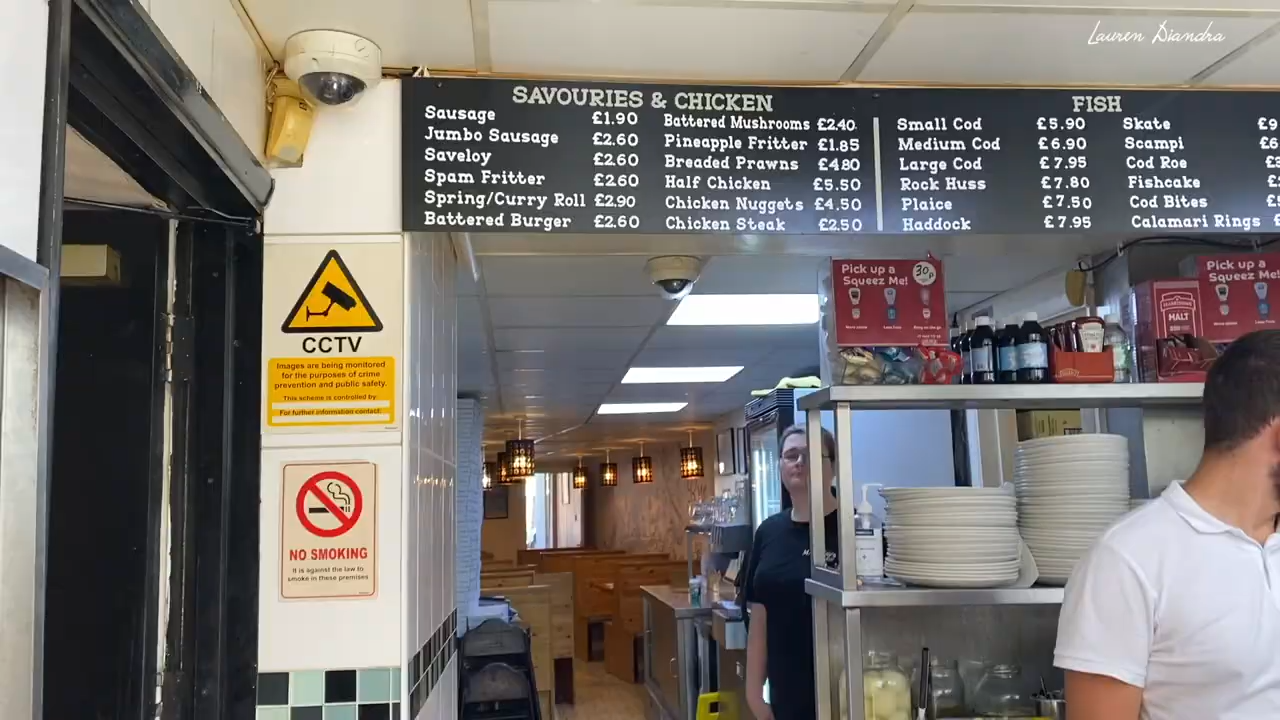 Lauren Diandra
SAVOURIES & CHICKEN
Sausage £1.90
Jumbo Sausage £2.60
Saveloy £2.60
Spam Fritter £2.60
Spring/Curry Roll £2.90
Battered Burger £2.60
Battered Mushrooms £2.40
Pineapple Fritter £1.85
Breaded Prawns £4.80
Half Chicken £5.50
Chicken Nuggets £4.50
Chicken Steak £2.50
FISH
Small Cod £5.90
Medium Cod £6.90
Large Cod £7.95
Rock Huss £7.80
Plaice £7.50
Haddock £7.95
Skate £9
Scampi £6
Cod Roe
Fishcake
Cod Bites
Calamari Rings £
CCTV
Images are being monitored
for the purposes of crime
prevention and public safety.
This scheme is controlled by:
For further information contact:
NO SMOKING
It is against the law to
smoke in these premises
Pick up a
Squeeze Me!
30p
Pick up a
Squeeze Me!
MALT